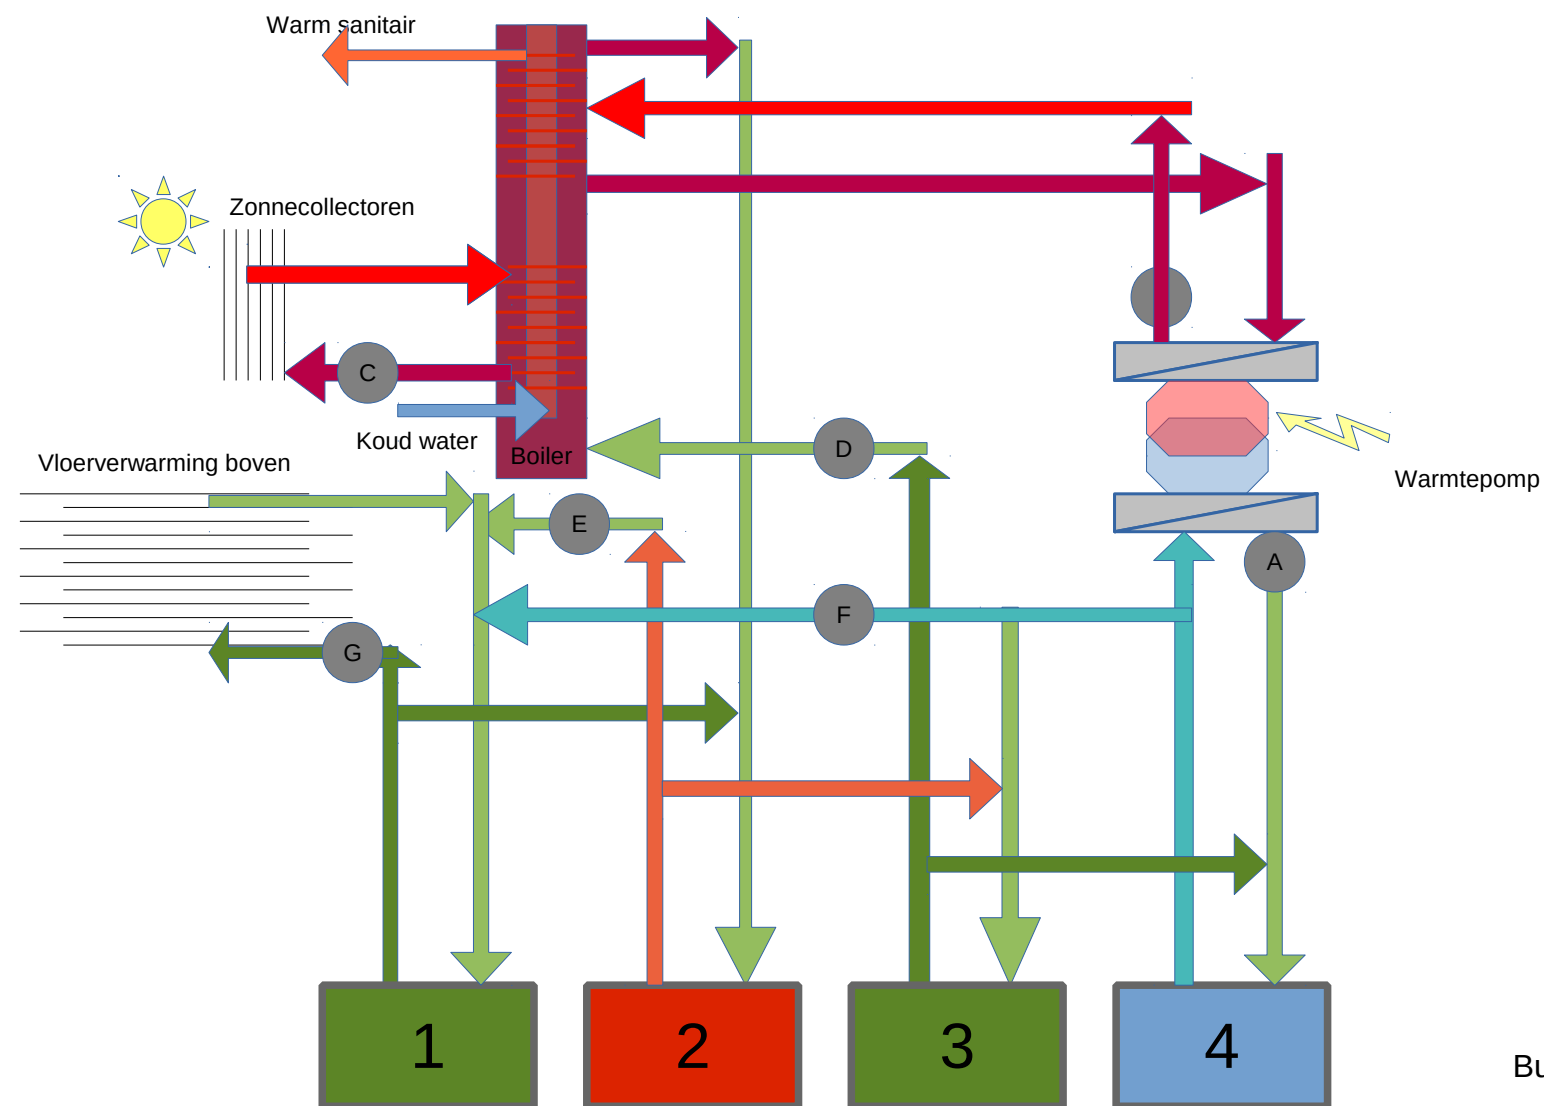 Warm sanitair
Zonnecollectoren
C
Koud water
Boiler
D
Vloerverwarming boven
Warmtepomp
E
A
F
G
1
2
3
4